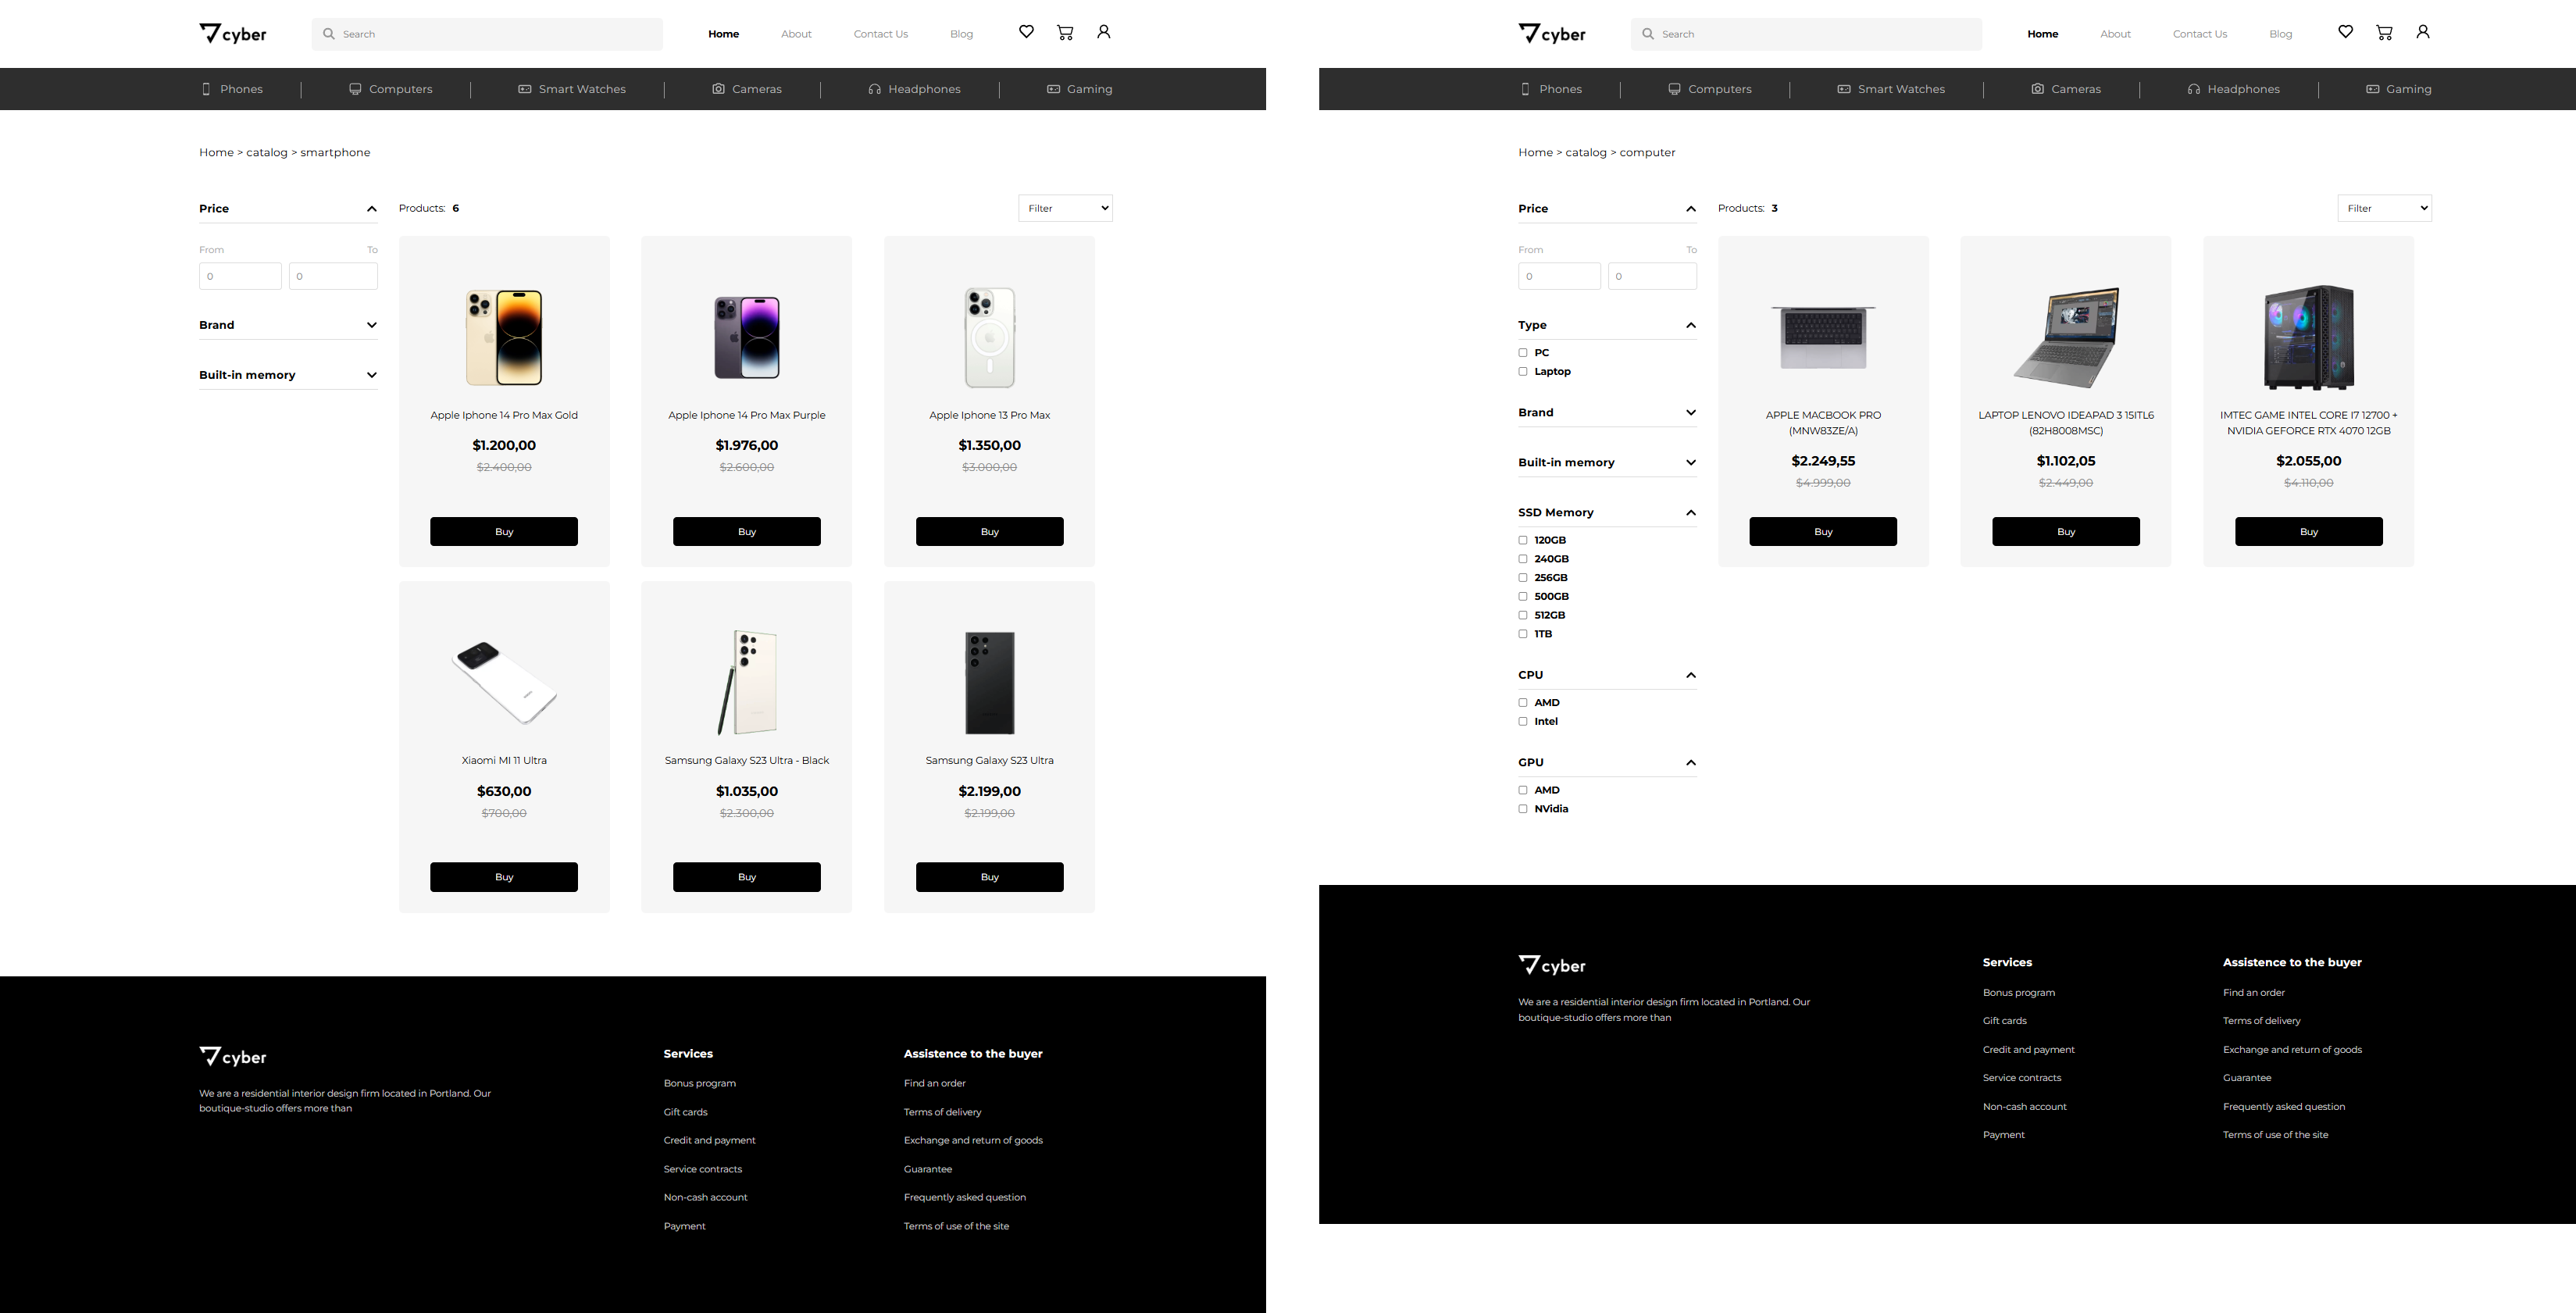 cyber
Search
Home
About
Contact Us
Blog
Phones
Computers
Smart Watches
Cameras
Headphones
Gaming
Home > catalog > smartphone
Price
From
To
0
0
Brand
Built-in memory
Products: 6
Filter
Apple Iphone 14 Pro Max Gold
$1.200,00
$2.400,00
Buy
Apple Iphone 14 Pro Max Purple
$1.976,00
$2.600,00
Buy
Apple Iphone 13 Pro Max
$1.350,00
$3.000,00
Buy
Xiaomi MI 11 Ultra
$630,00
$700,00
Buy
Samsung Galaxy S23 Ultra - Black
$1.035,00
$2.300,00
Buy
Samsung Galaxy S23 Ultra
$2.199,00
$2.199,00
Buy
cyber
We are a residential interior design firm located in Portland. Our
boutique-studio offers more than
Services
Bonus program
Gift cards
Credit and payment
Service contracts
Non-cash account
Payment
Assistence to the buyer
Find an order
Terms of delivery
Exchange and return of goods
Guarantee
Frequently asked question
Terms of use of the site
cyber
Search
Home
About
Contact Us
Blog
Phones
Computers
Smart Watches
Cameras
Headphones
Gaming
Home > catalog > computer
Price
From
To
0
0
Type
PC
Laptop
Brand
Built-in memory
SSD Memory
120GB
240GB
256GB
500GB
512GB
1TB
CPU
AMD
Intel
GPU
AMD
NVidia
Products: 3
Filter
APPLE MACBOOK PRO
(MNW83ZE/A)
$2.249,55
$4.999,00
Buy
LAPTOP LENOVO IDEAPAD 3 15ITL6
(82H8008MSC)
$1.102,05
$2.449,00
Buy
IMTEC GAME INTEL CORE I7 12700 +
NVIDIA GEFORCE RTX 4070 12GB
$2.055,00
$4.110,00
Buy
cyber
We are a residential interior design firm located in Portland. Our
boutique-studio offers more than
Services
Bonus program
Gift cards
Credit and payment
Service contracts
Non-cash account
Payment
Assistence to the buyer
Find an order
Terms of delivery
Exchange and return of goods
Guarantee
Frequently asked question
Terms of use of the site